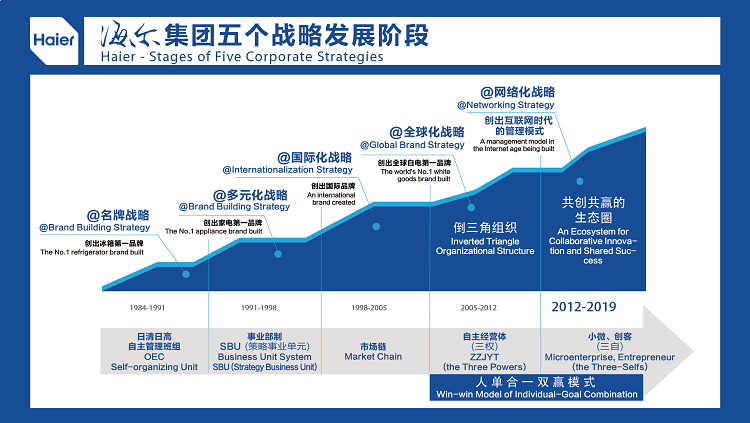 Haier
海尔集团五个战略发展阶段
Haier - Stages of Five Corporate Strategies
@名牌战略
@Brand Building Strategy
创出冰箱第一品牌
The No.1 refrigerator brand built
@多元化战略
@Brand Building Strategy
创出家电第一品牌
The No.1 appliance brand built
@国际化战略
@Internationalization Strategy
创出国际品牌
An international
brand created
@全球化战略
@Global Brand Strategy
创出全球白电第一品牌
The world's No.1 white
goods brand built
@网络化战略
@Networking Strategy
创出互联网时代
的管理模式
A management model in
the Internet age being built
倒三角组织
Inverted Triangle
Organizational Structure
共创共赢的
生态圈
An Ecosystem for
Collaborative Innova-
tion and Shared Suc-
cess
1984-1991
1991-1998
1998-2005
2005-2012
2012-2019
日清日高
自主管理班组
OEC
Self-organizing Unit
事业部制
SBU (策略事业单元)
Business Unit System
SBU (Strategy Business Unit)
市场链
Market Chain
自主经营体
(三权)
ZZJYT
(the Three Powers)
小微、创客
(三自)
Microenterprise, Entrepreneur
(the Three-Selfs)
人单合一双赢模式
Win-win Model of Individual-Goal Combination